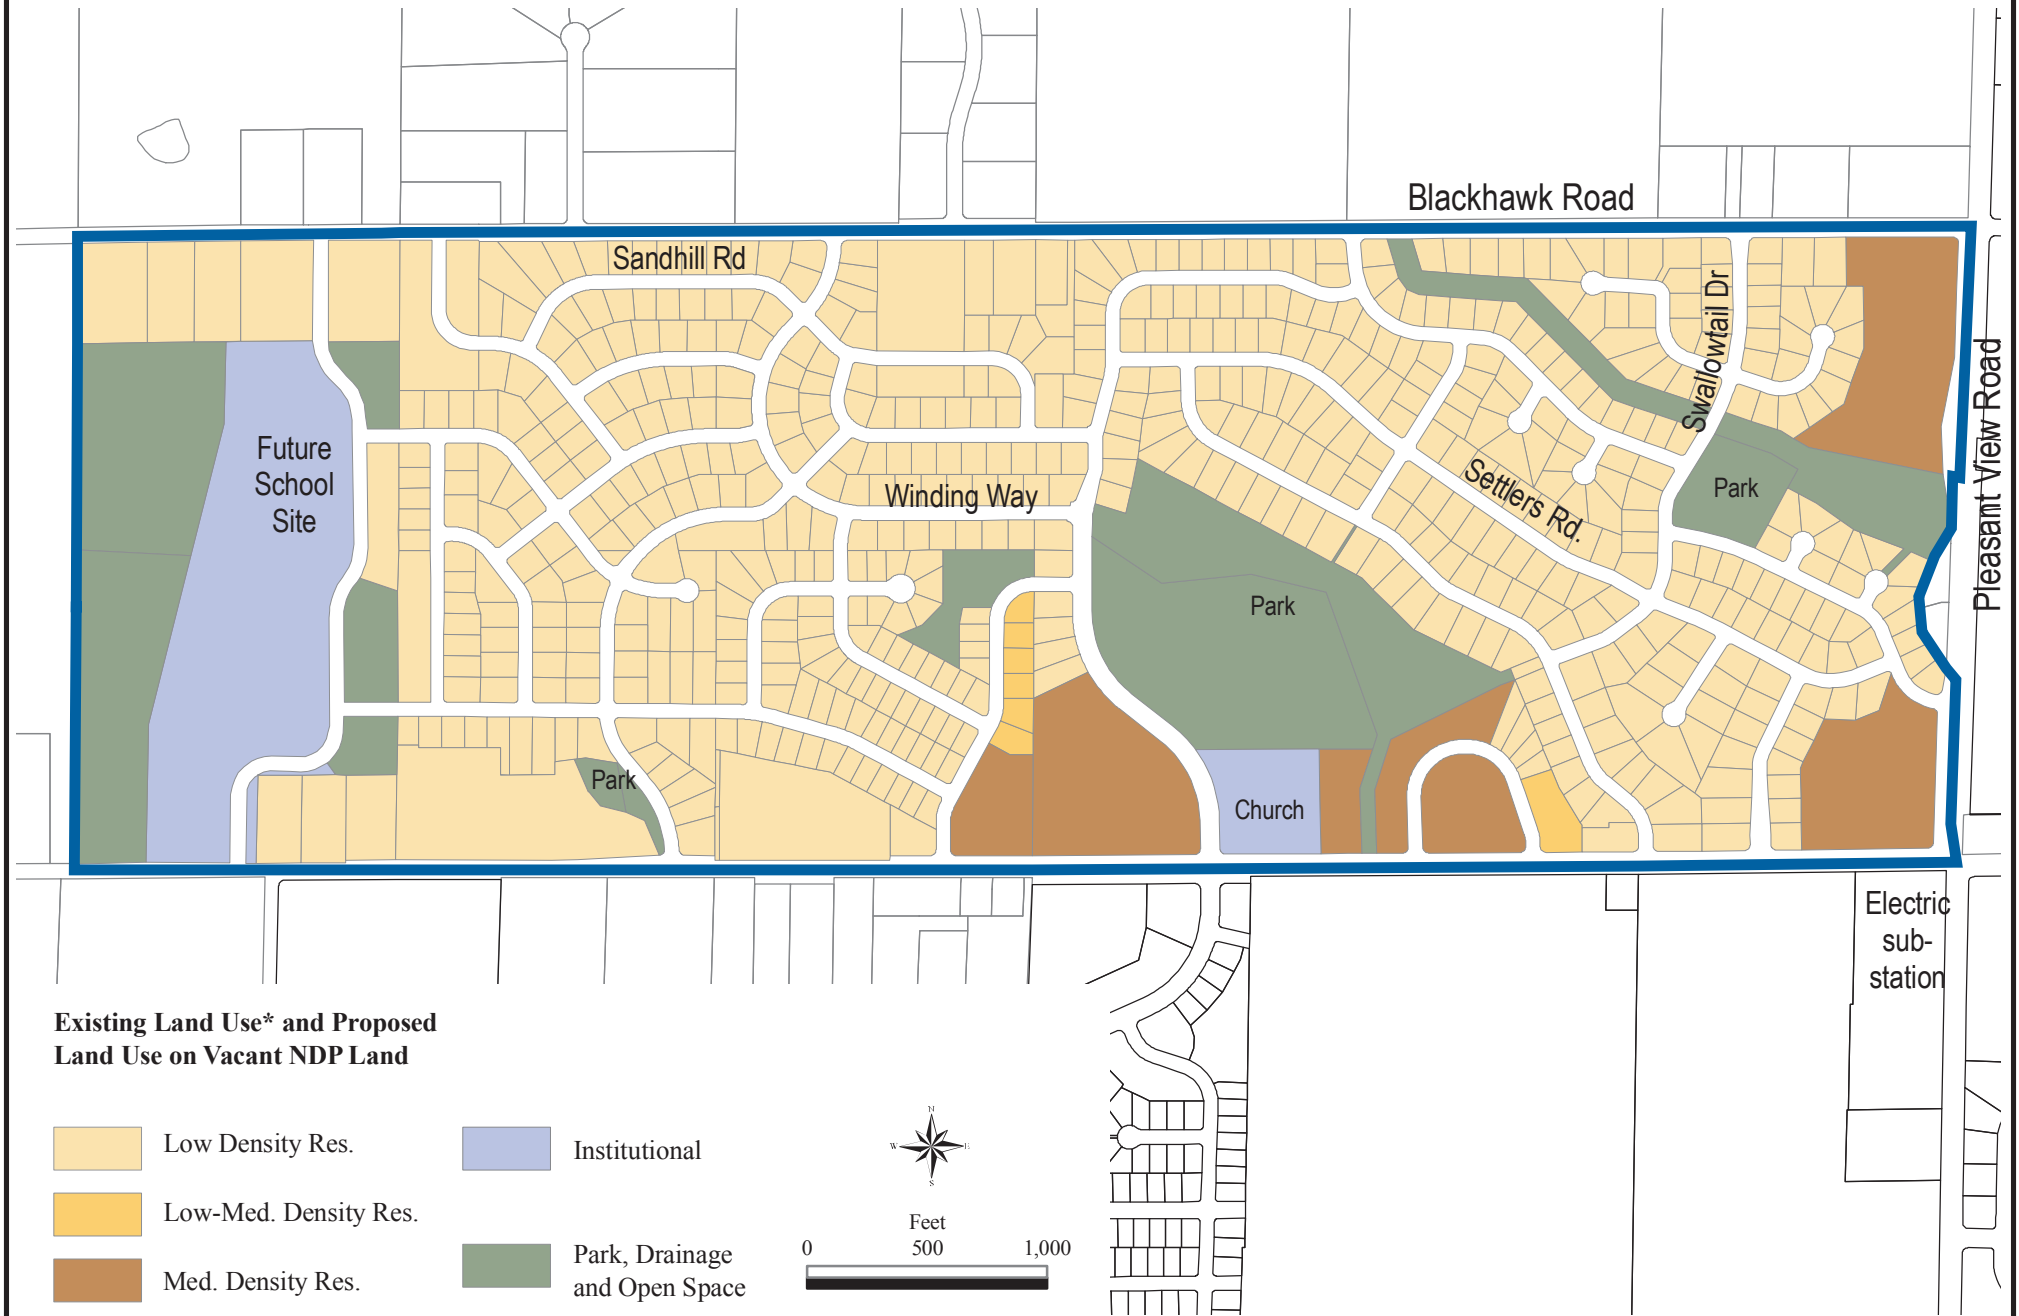 Blackhawk Road
Sandhill Rd
Swallowtail Dr
Pleasant View Road
Future
School
Site
Winding Way
Settlers Rd.
Park
Park
Park
Church
Electric
sub-
station
Existing Land Use* and Proposed
Land Use on Vacant NDP Land
Low Density Res.
Low-Med. Density Res.
Med. Density Res.
Institutional
Park, Drainage
and Open Space
N
W
E
S
Feet
0 500 1,000